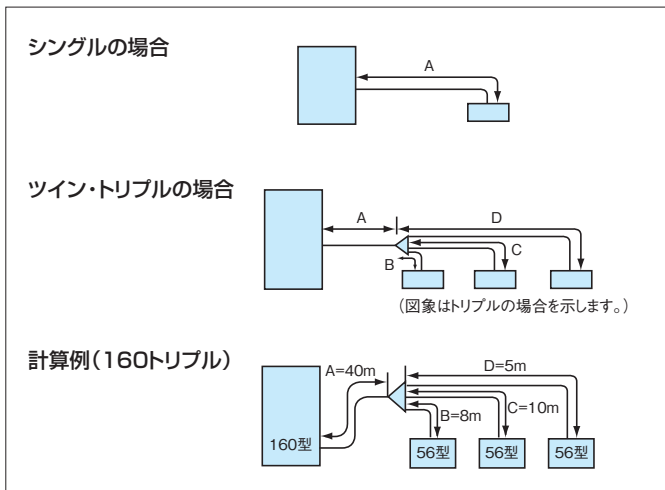 シングルの場合
A
ツイン・トリプルの場合
A
D
C
B
(図象はトリプルの場合を示します。)
計算例(160トリプル)
A=40m
D=5m
C=10m
B=8m
160型
56型
56型
56型